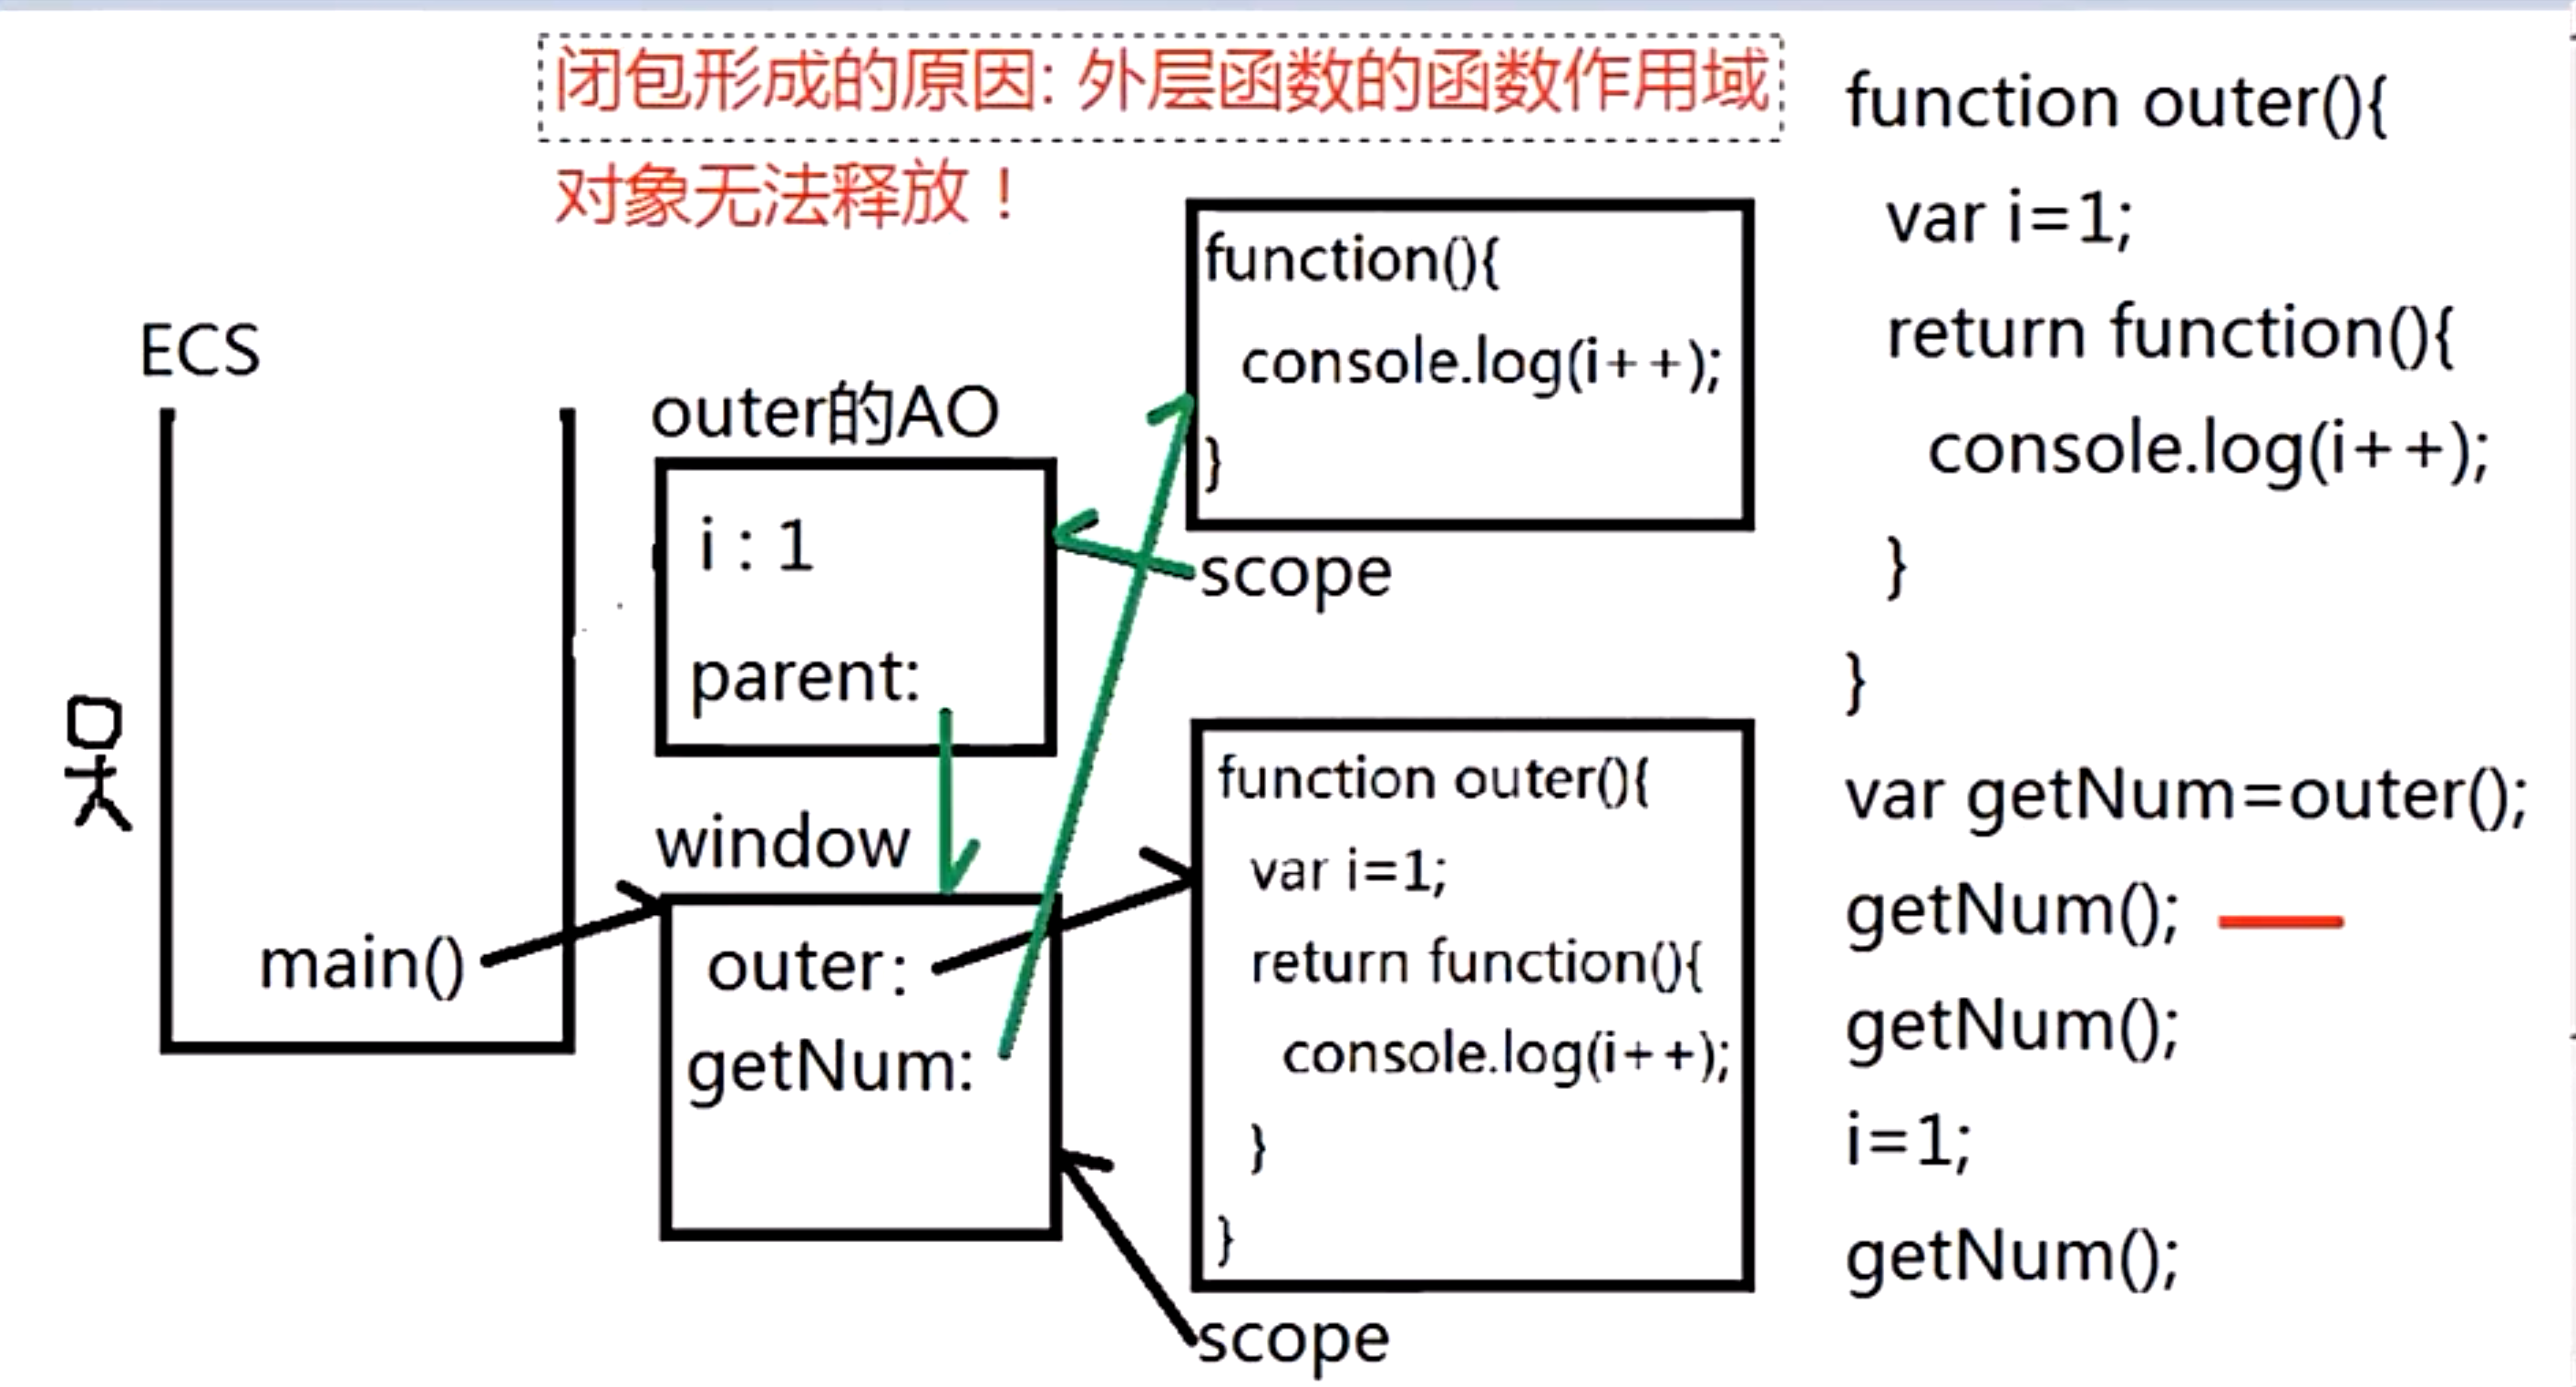 闭包形成的原因: 外层函数的函数作用域
对象无法释放！
ECS
OK
main()
outer的AO
i : 1
parent:
window
outer:
getNum:
function(){
console.log(i++);
}
scope
function outer(){
var i=1;
return function(){
console.log(i++);
}
}
scope
function outer(){
var i=1;
return function(){
console.log(i++);
}
}
var getNum=outer();
getNum();
getNum();
i=1;
getNum();